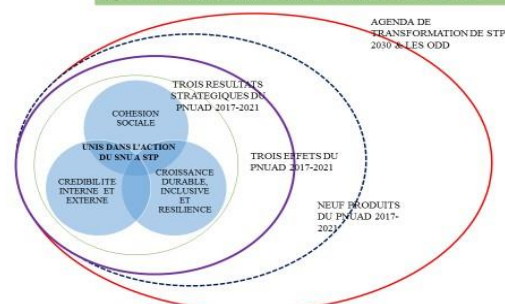 AGENDA DE
TRANSFORMATION DE STP
2030 & LES ODD
TROIS RESULTATS
STRATEGIQUES DU
PNUAD 2017-2021
COHESION
SOCIALE
UNIS DANS L'ACTION
DU SNU A STP
CREDIBILITE
INTERNE ET
EXTERNE
CROISSANCE
DURABLE,
INCLUSIVE
ET
RESILIENCE
TROIS EFFETS DU
PNUAD 2017-2021
NEUF PRODUITS
DU PNUAD 2017-
2021